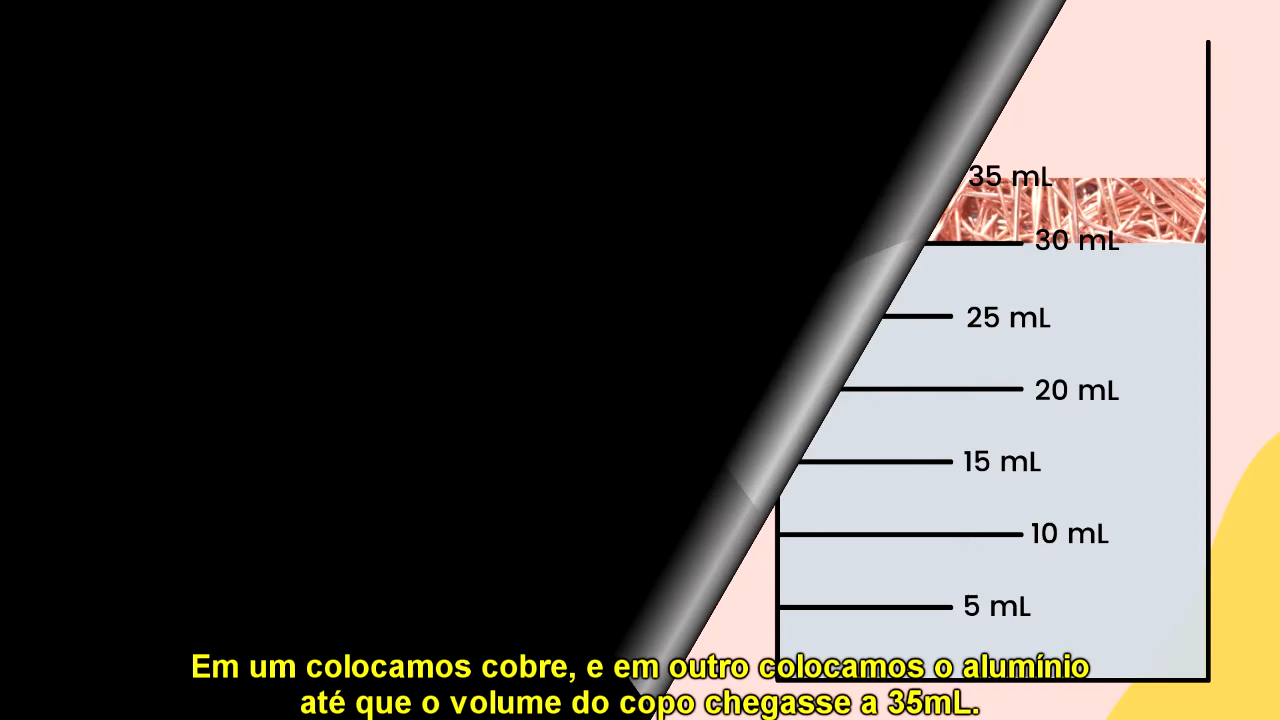 35 mL
30 mL
25 mL
20 mL
15 mL
10 mL
5 mL
Em um colocamos cobre, e em outro colocamos o alumínio
até que o volume do copo chegasse a 35mL.